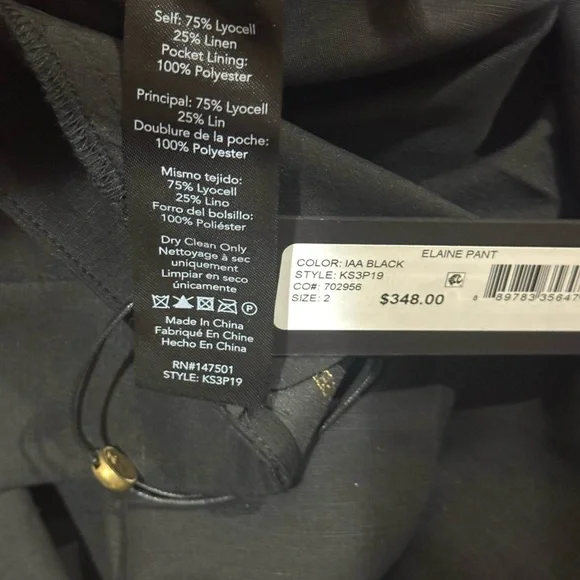 Self: 75% Lyocell
25% Linen
Pocket Lining:
100% Polyester
Principal: 75% Lyocell
25% Lin
Doublure de la poche:
100% Polyester
Mismo tejido:
75% Lyocell
25% Lino
Forro del bolsillo:
100% Poliéster
Dry Clean Only
Nettoyage à sec
uniquement
Limpiar en seco
únicamente
P
Made In China
Fabriqué En Chine
Hecho En China
RN#147501
STYLE: KS3P19
ELAINE PANT
COLOR: IAA BLACK
STYLE: KS3P19
CO#: 702956
SIZE: 2
$348.00
8 89783 35647